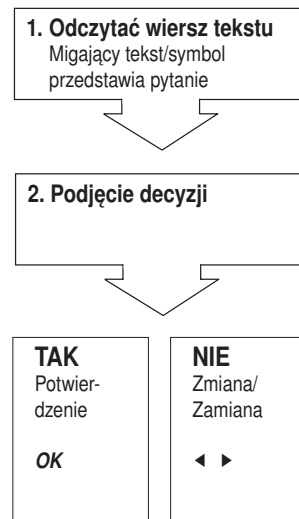 1. Odczytać wiersz tekstu
Migający tekst/symbol
przedstawia pytanie
2. Podjęcie decyzji
TAK
Potwier-
dzenie
OK
NIE
Zmiana/
Zamiana
◄ ►